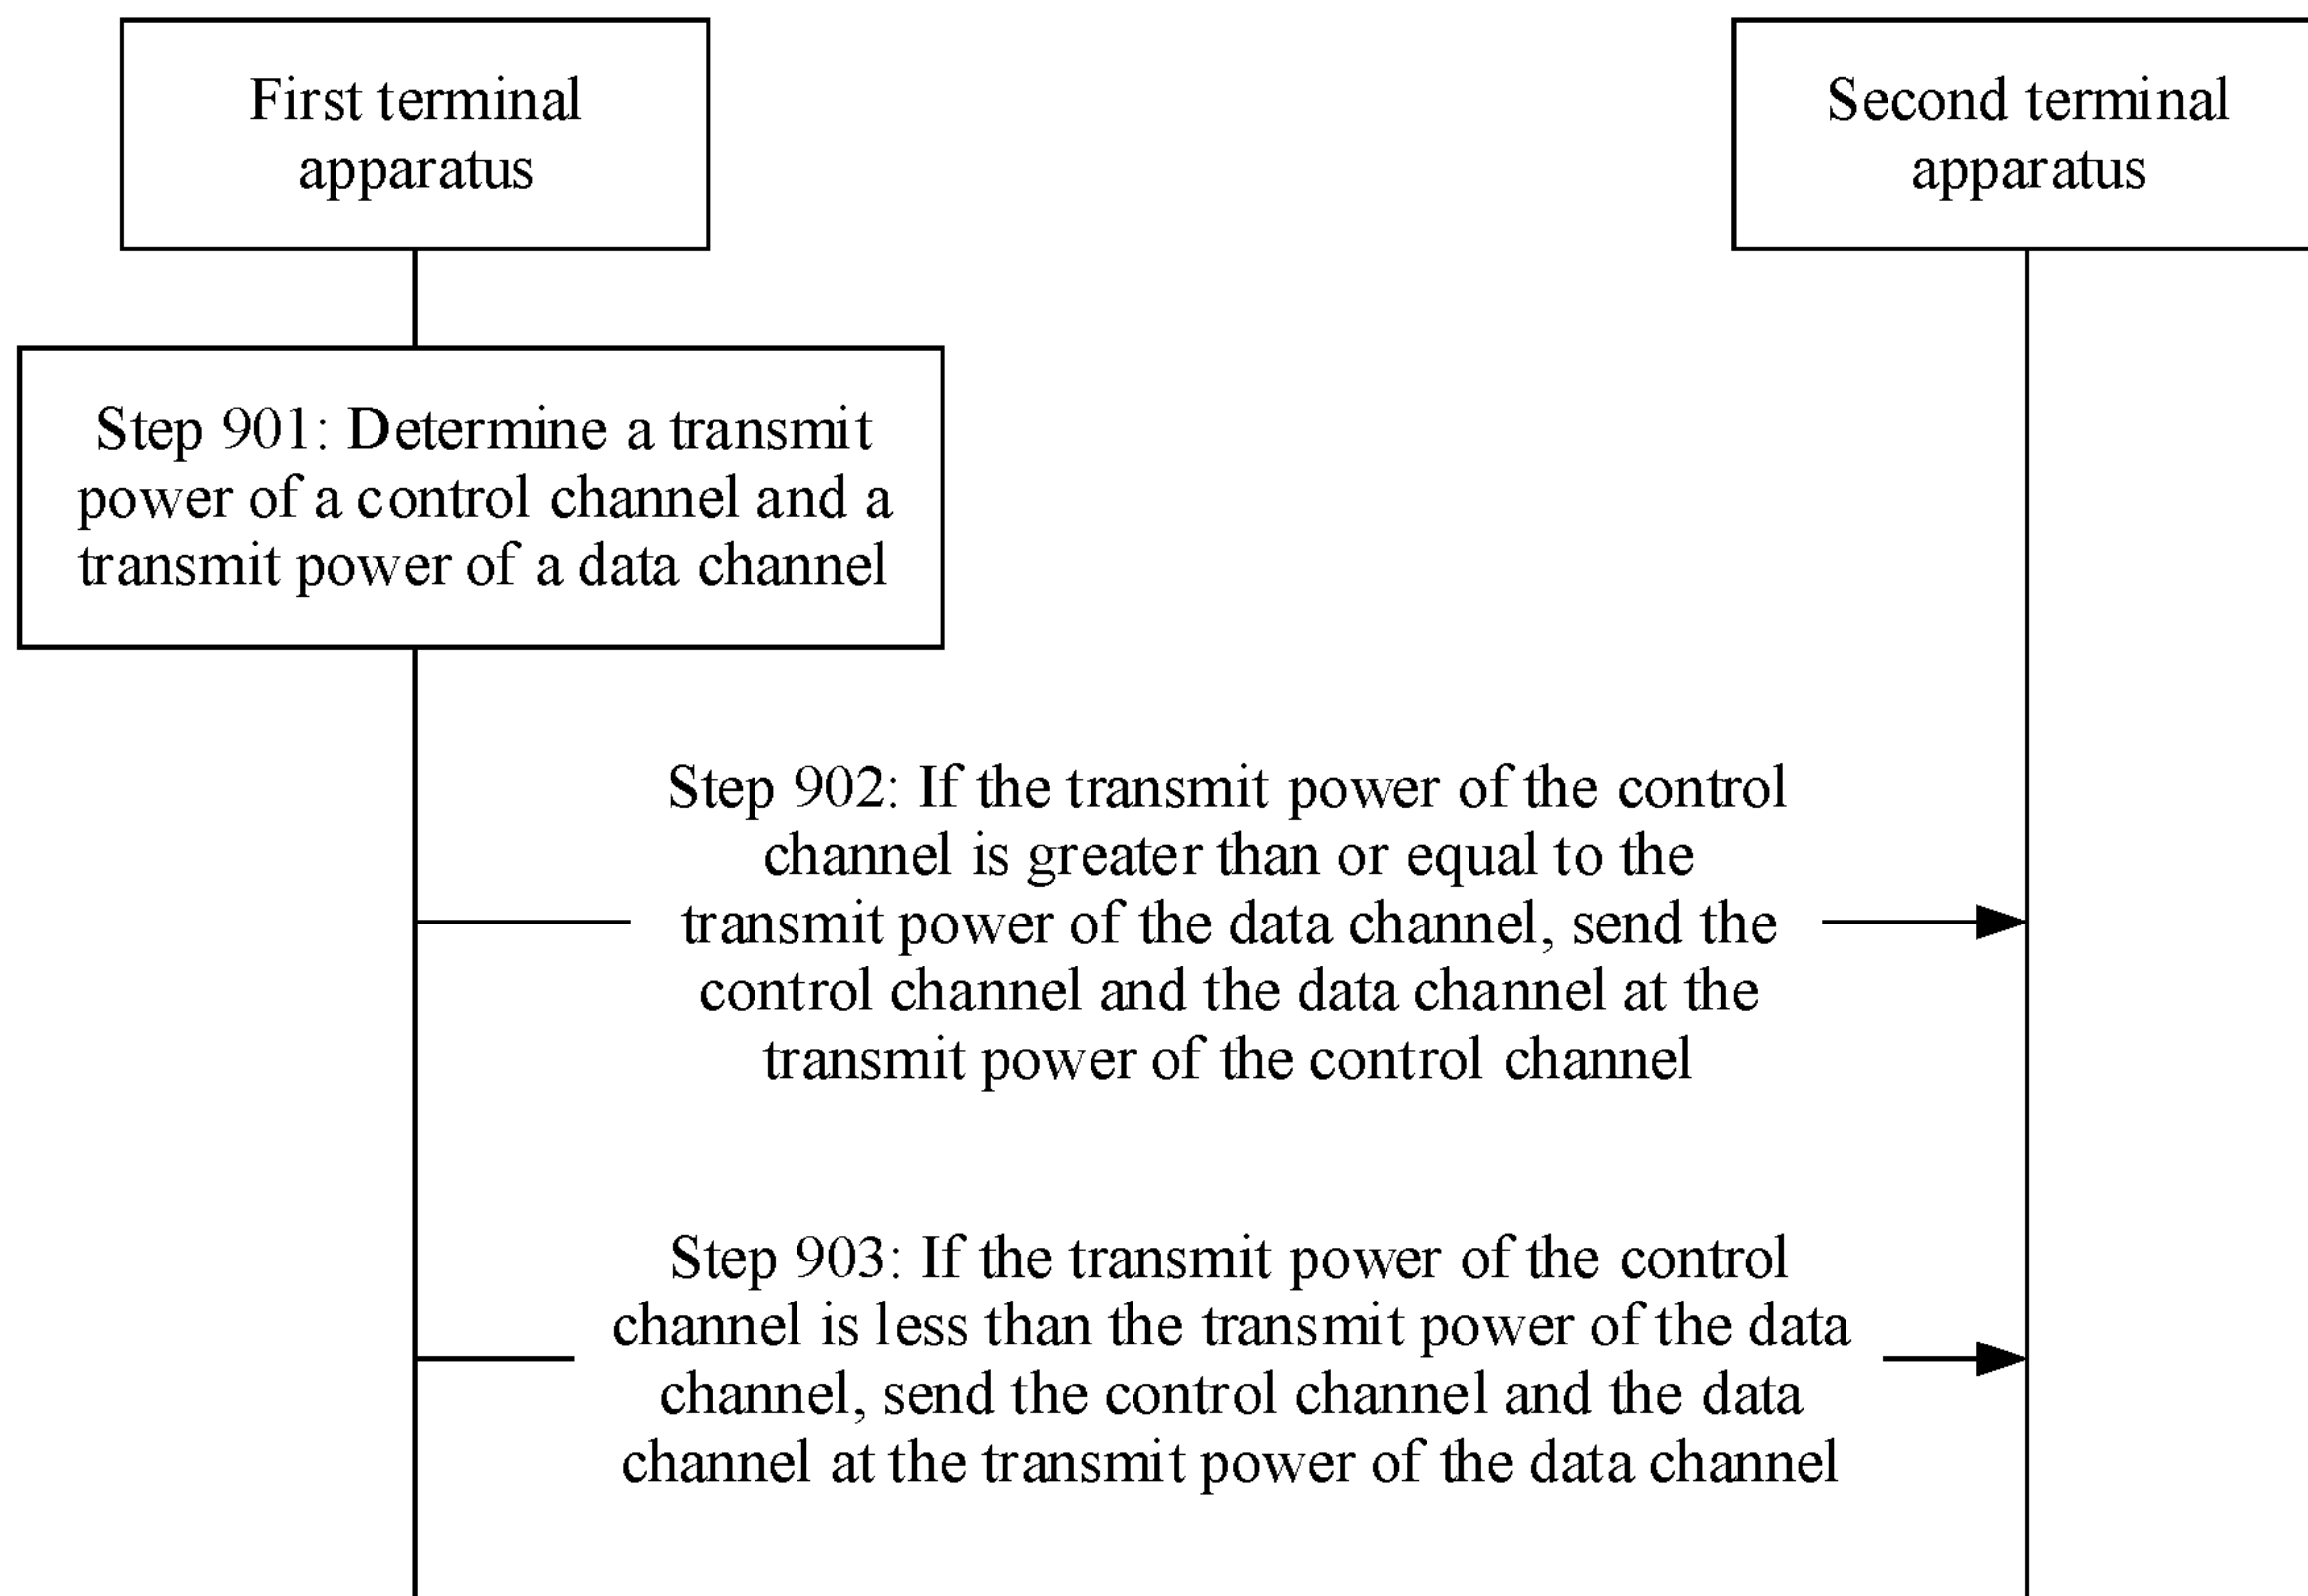 First terminal
apparatus
Second terminal
apparatus
Step 901: Determine a transmit
power of a control channel and a
transmit power of a data channel
Step 902: If the transmit power of the control
channel is greater than or equal to the
transmit power of the data channel, send the
control channel and the data channel at the
transmit power of the control channel
Step 903: If the transmit power of the control
channel is less than the transmit power of the data
channel, send the control channel and the data
channel at the transmit power of the data channel